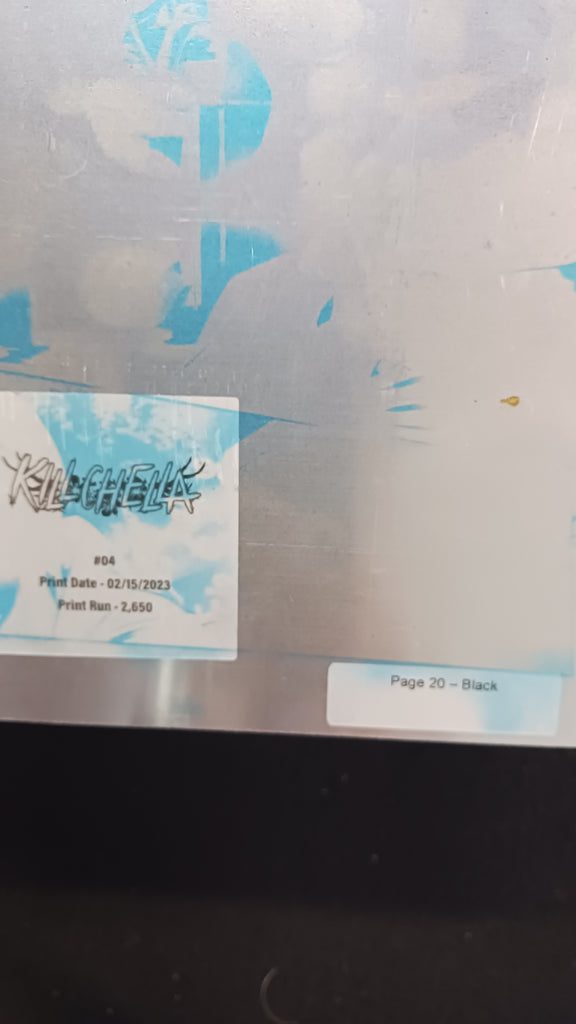 KILLCHELLA
#04
Print Date - 02/15/2023
Print Run - 2,650
Page 20 – Black